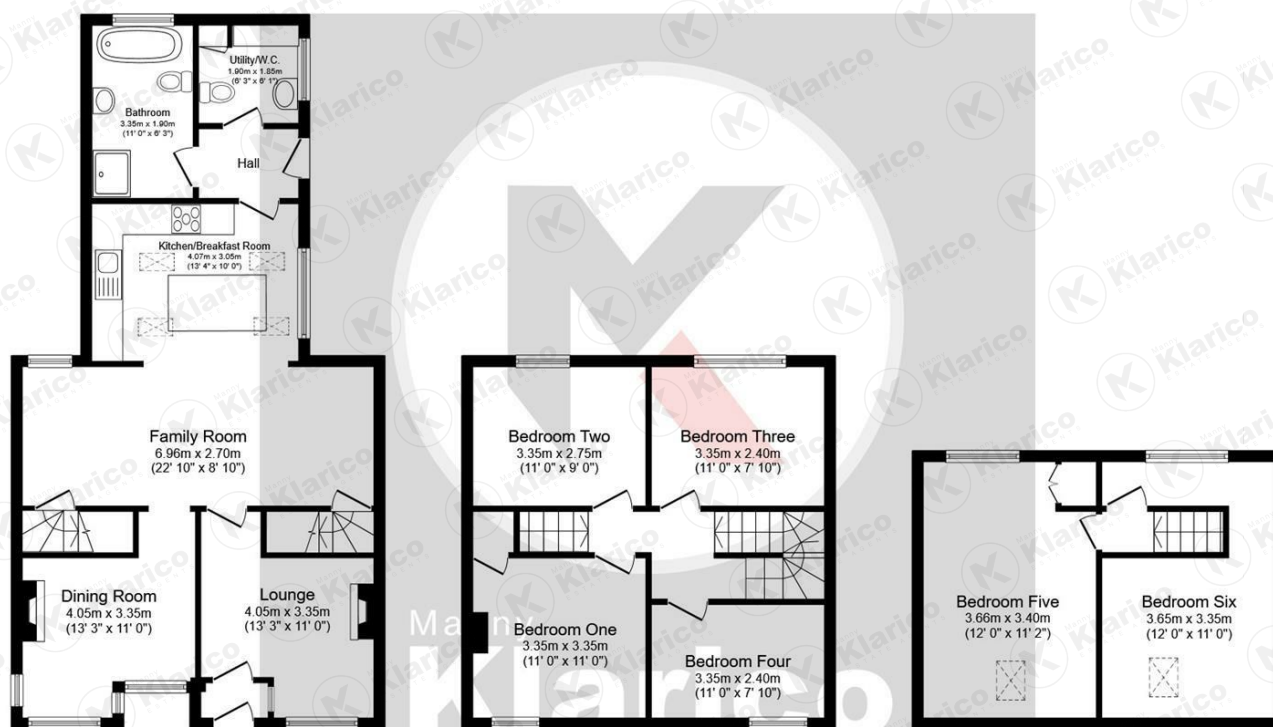 Utility/W.C.
1.90m x 1.85m
(6' 3" x 6' 1")
Bathroom
3.35m x 1.90m
(11' 0" x 6' 3")
Hall
Kitchen/Breakfast Room
4.07m x 3.05m
(13' 4" x 10' 0")
Family Room
6.96m x 2.70m
(22' 10" x 8' 10")
Dining Room
4.05m x 3.35m
(13' 3" x 11' 0")
Lounge
4.05m x 3.35m
(13' 3" x 11' 0")
Bedroom Two
3.35m x 2.75m
(11' 0" x 9' 0")
Bedroom Three
3.35m x 2.40m
(11' 0" x 7' 10")
Bedroom One
3.35m x 3.35m
(11' 0" x 11' 0")
Bedroom Four
3.35m x 2.40m
(11' 0" x 7' 10")
Bedroom Five
3.66m x 3.40m
(12' 0" x 11' 2")
Bedroom Six
3.65m x 3.35m
(12' 0" x 11' 0")
Klarico